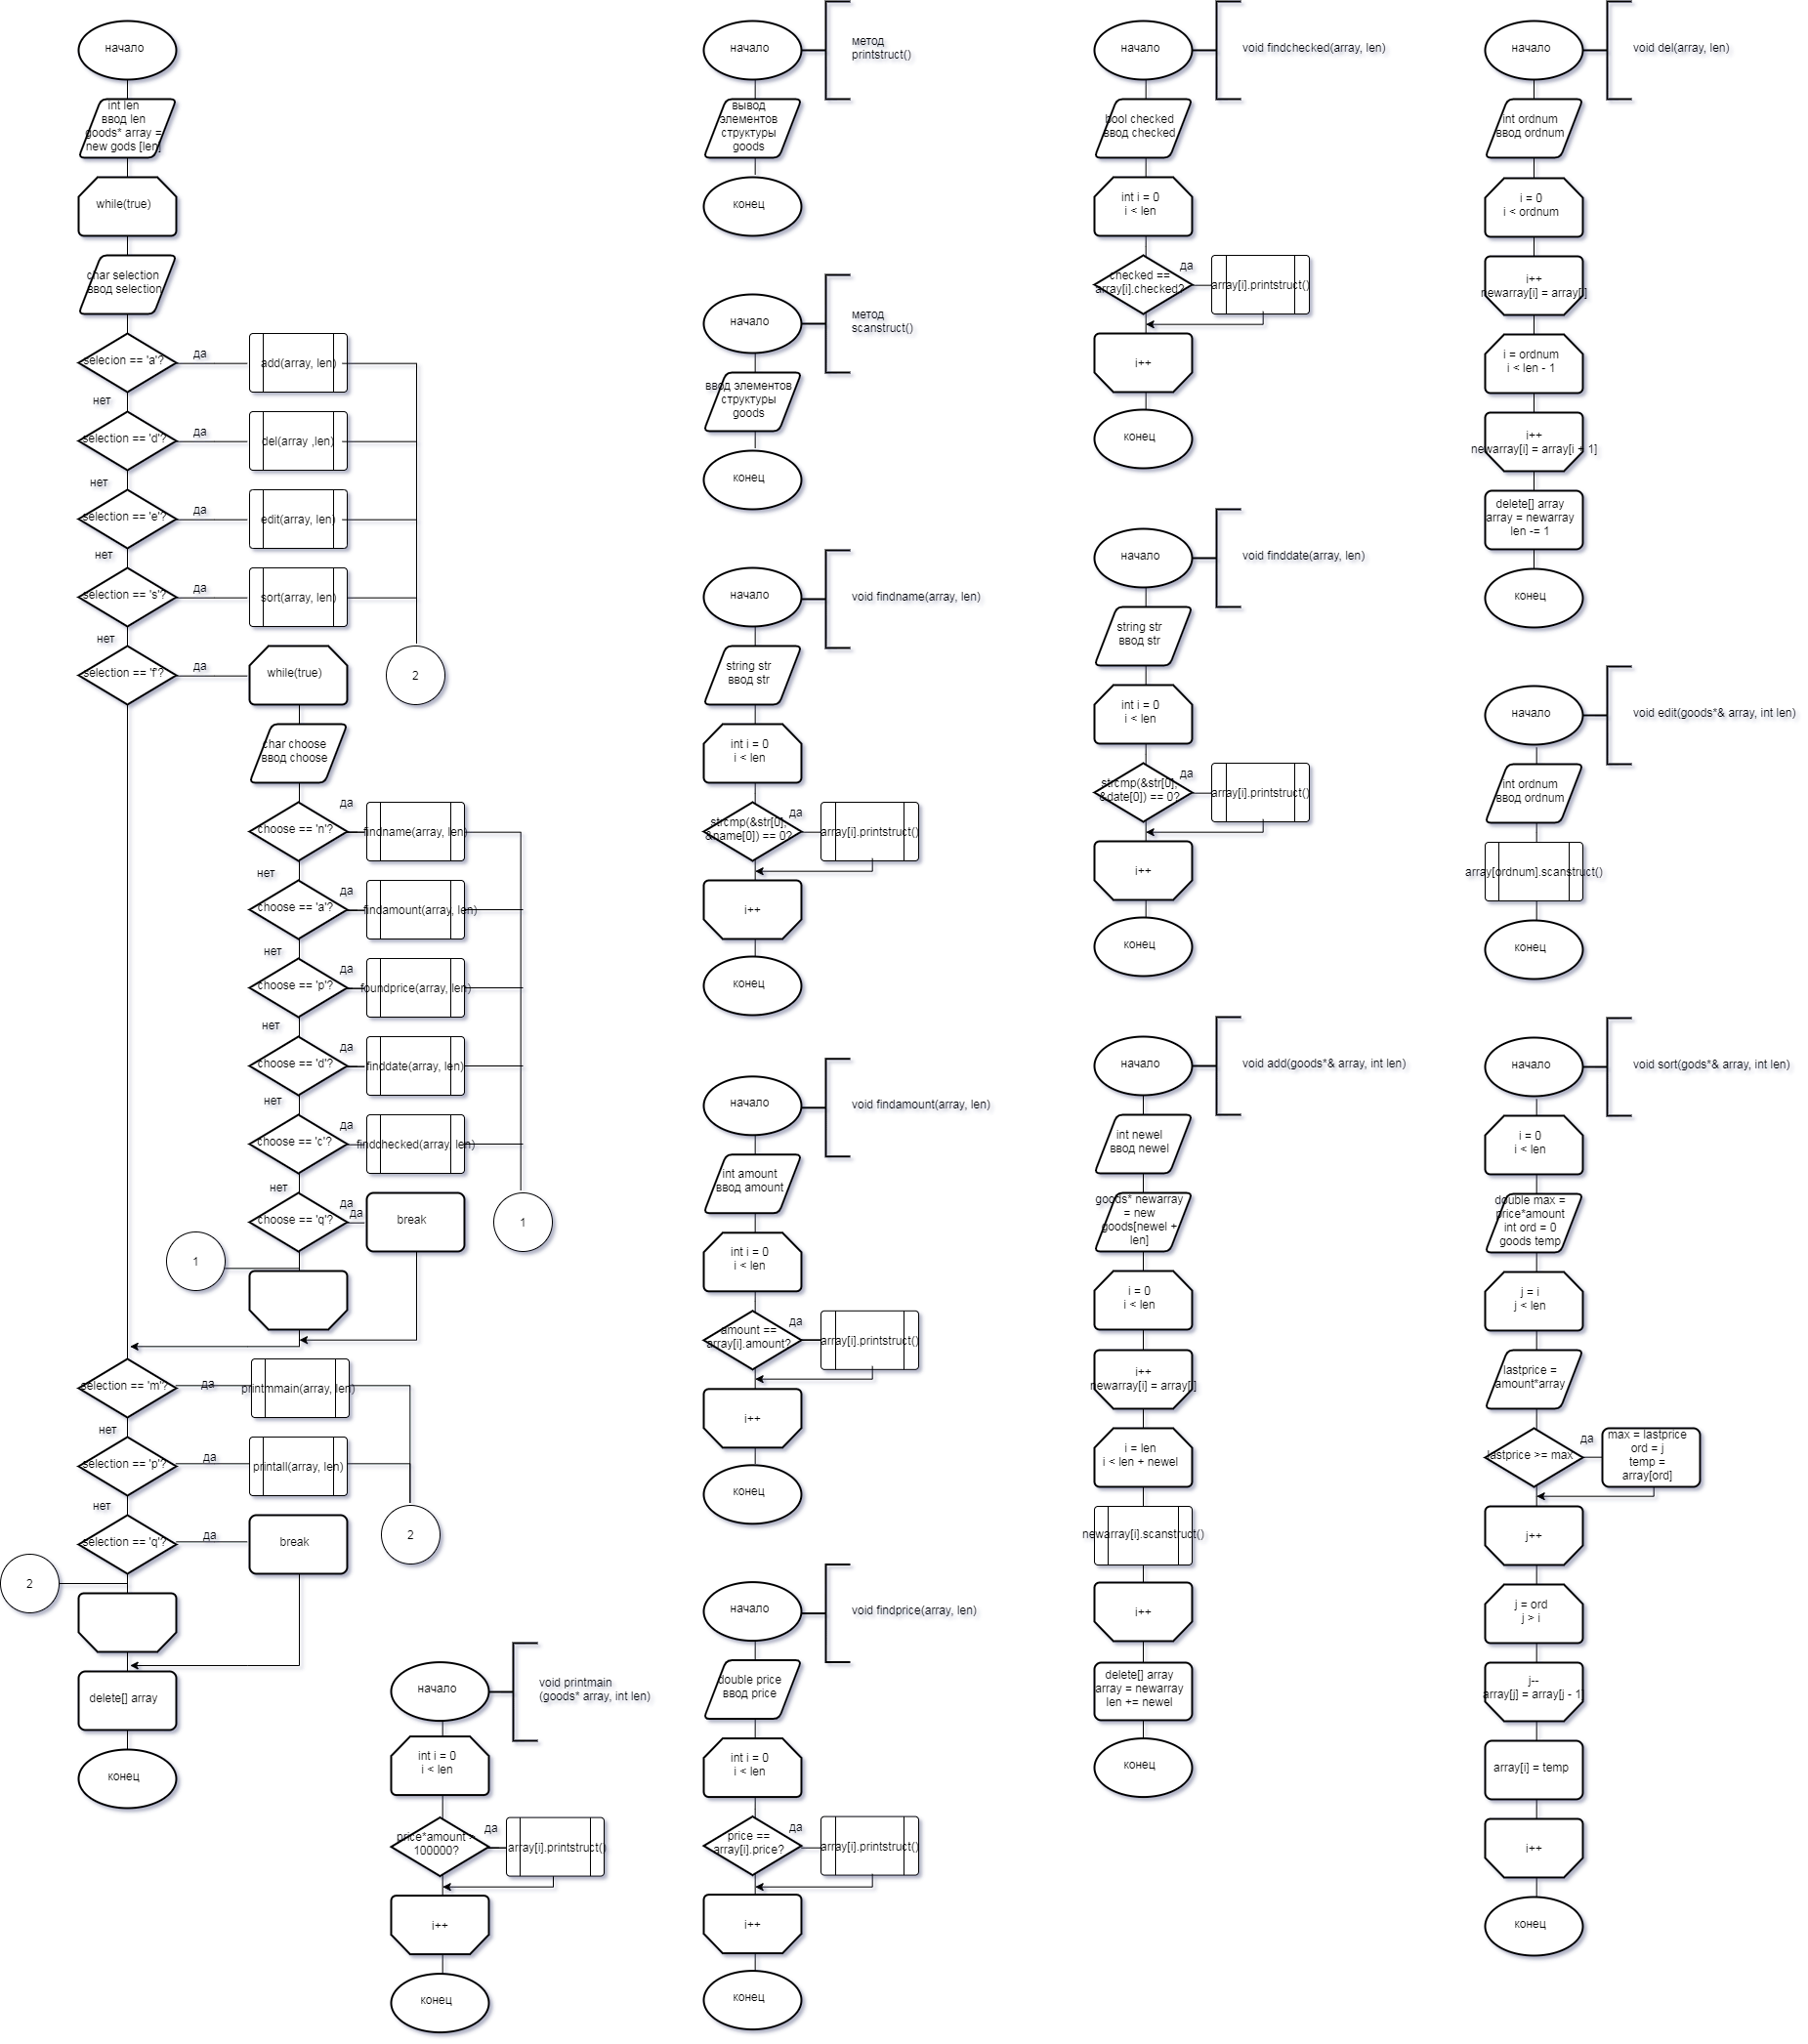 начало
int len
ввод len
goods* array =
new gods [len]
while(true)
char selection
ввод selection
selecion == 'a'?
да
add(array, len)
нет
selection == 'd'?
да
del(array ,len)
нет
selection == 'e'?
да
edit(array, len)
нет
selection == 's'?
да
sort(array, len)
нет
selection == 'f'?
да
while(true)
2
char choose
ввод choose
choose == 'n'?
да
findname(array, len)
нет
choose == 'a'?
да
findamount(array, len)
нет
choose == 'p'?
да
foundprice(array, len)
нет
choose == 'd'?
да
finddate(array, len)
нет
choose == 'c'?
да
findchecked(array, len)
нет
choose == 'q'?
да
да
break
1
1
selection == 'm'?
да
printmmain(array, len)
нет
selection == 'p'?
да
printall(array, len)
нет
selection == 'q'?
да
break
2
2
delete[] array
конец
начало
void printmain
(goods* array, int len)
int i = 0
i < len
price*amount >
100000?
да
array[i].printstruct()
i++
конец
начало
метод
printstruct()
вывод
элементов
структуры
goods
конец
начало
метод
scanstruct()
ввод элементов
структуры
goods
конец
начало
void findname(array, len)
string str
ввод str
int i = 0
i < len
strcmp(&str[0],
&name[0]) == 0?
да
array[i].printstruct()
i++
конец
начало
void findamount(array, len)
int amount
ввод amount
int i = 0
i < len
amount ==
array[i].amount?
да
array[i].printstruct()
i++
конец
начало
void findprice(array, len)
double price
ввод price
int i = 0
i < len
price ==
array[i].price?
да
array[i].printstruct()
i++
конец
начало
void findchecked(array, len)
bool checked
ввод checked
int i = 0
i < len
checked ==
array[i].checked?
да
array[i].printstruct()
i++
конец
начало
void finddate(array, len)
string str
ввод str
int i = 0
i < len
strcmp(&str[0],
&date[0]) == 0?
да
array[i].printstruct()
i++
конец
начало
void add(goods*& array, int len)
int newel
ввод newel
goods* newarray
= new
goods[newel +
len]
i = 0
i < len
i++
newarray[i] = array[i]
i = len
i < len + newel
newarray[i].scanstruct()
i++
delete[] array
array = newarray
len += newel
конец
начало
void del(array, len)
int ordnum
ввод ordnum
i = 0
i < ordnum
i++
newarray[i] = array[i]
i = ordnum
i < len - 1
i++
newarray[i] = array[i + 1]
delete[] array
array = newarray
len -= 1
конец
начало
void edit(goods*& array, int len)
int ordnum
ввод ordnum
array[ordnum].scanstruct()
конец
начало
void sort(gods*& array, int len)
i = 0
i < len
double max =
price*amount
int ord = 0
goods temp
j = i
j < len
lastprice =
amount*array
lastprice >= max
да
max = lastprice
ord = j
temp =
array[ord]
j++
j = ord
j > i
j--
array[j] = array[j - 1]
array[i] = temp
i++
конец